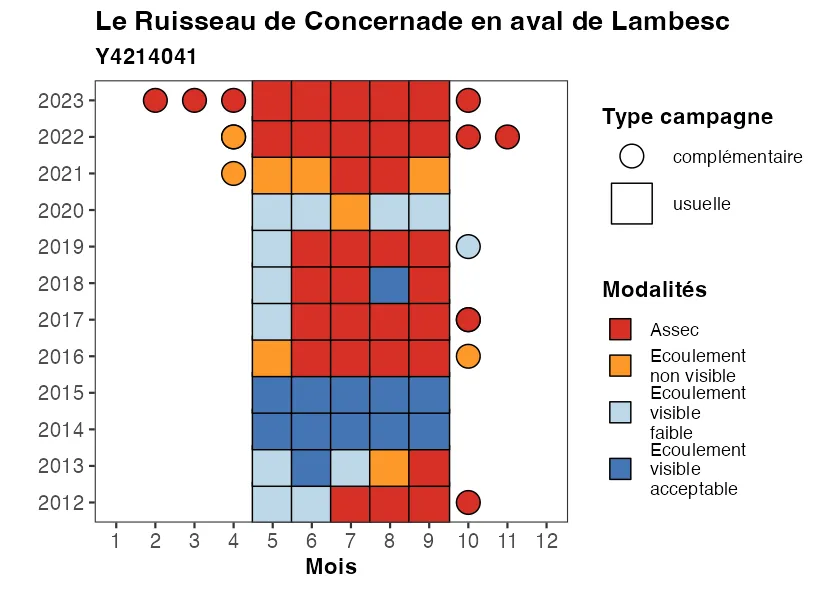 Le Ruisseau de Concernade en aval de Lambesc
Y4214041
2023
2022
2021
2020
2019
2018
2017
2016
2015
2014
2013
2012
1 2 3 4 5 6 7 8 9 10 11 12
Mois
Type campagne
complémentaire
usuelle
Modalités
Assec
Ecoulement
non visible
Ecoulement
visible
faible
Ecoulement
visible
acceptable